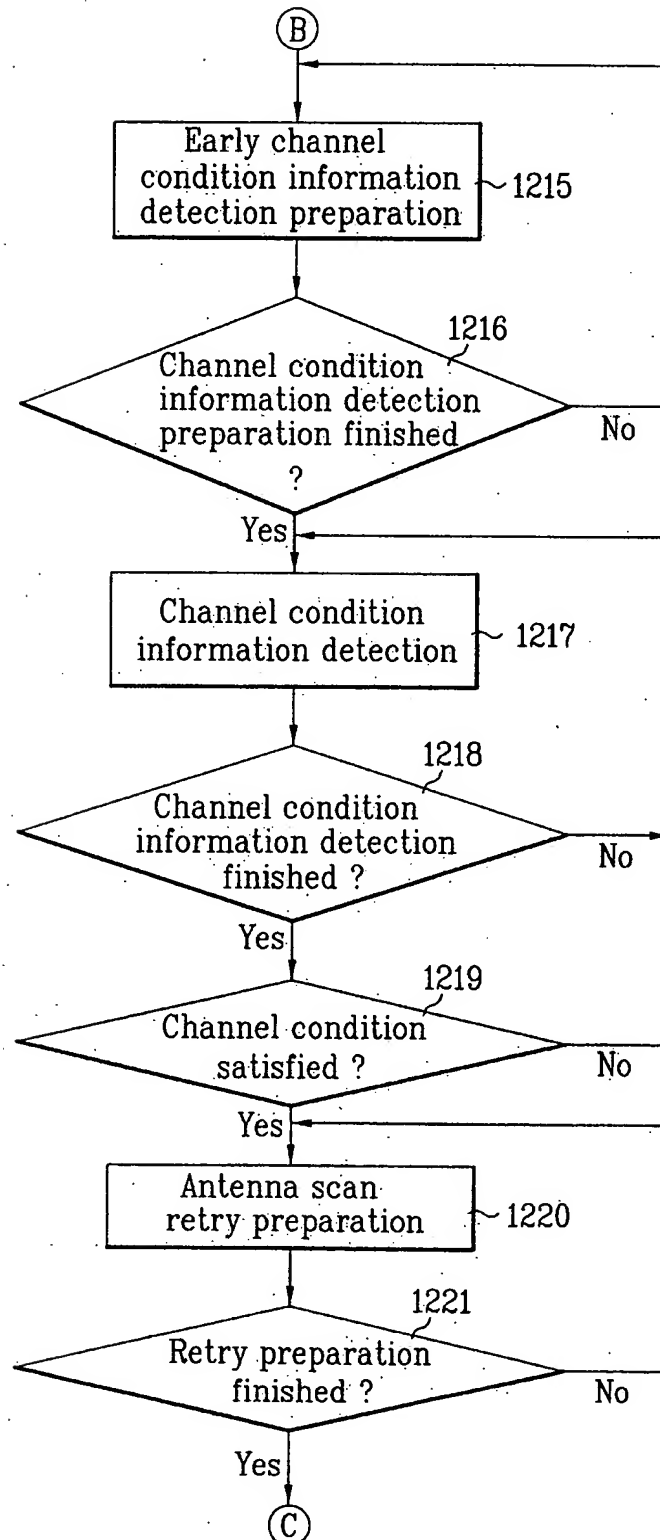 B
Early channel
condition information
detection preparation
1215
1216
Channel condition
information detection
preparation finished
?
No
Yes
Channel condition
information detection
1217
1218
Channel condition
information detection
finished ?
No
Yes
1219
Channel condition
satisfied ?
No
Yes
Antenna scan
retry preparation
1220
1221
Retry preparation
finished ?
No
Yes
C